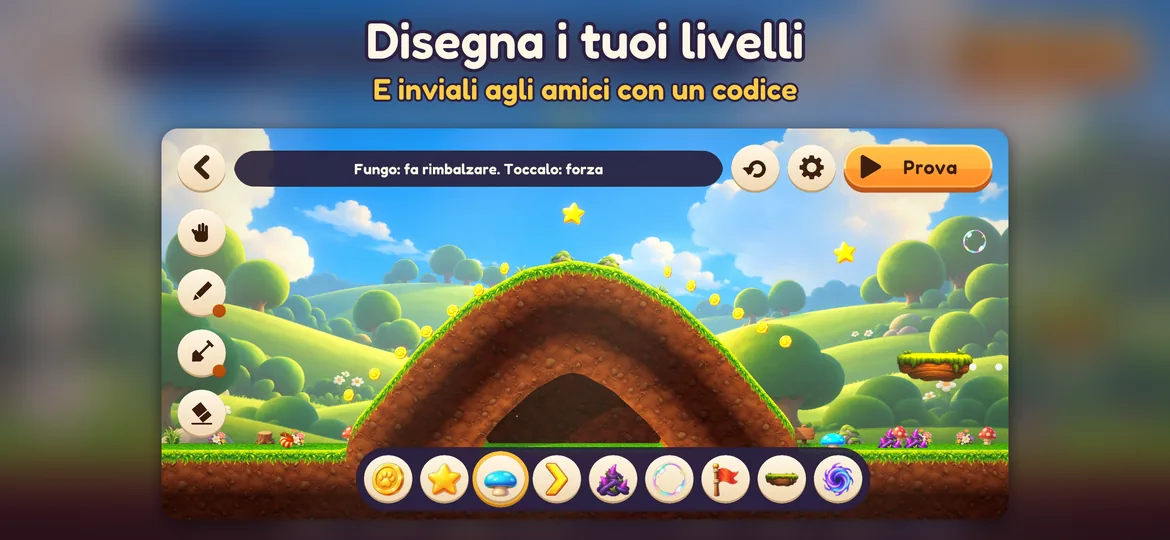 Disegna i tuoi livelli
E inviali agli amici con un codice
Fungo: fa rimbalzare. Toccalo: forza
Prova